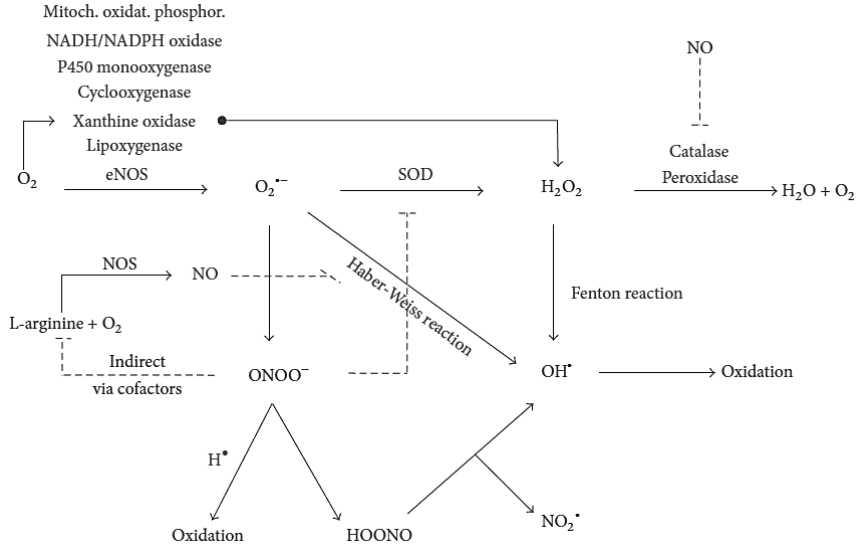 Mitoch. oxidat. phosphor.
NADH/NADPH oxidase
P450 monooxygenase
Cyclooxygenase
Xanthine oxidase
Lipoxygenase
NO
Catalase
Peroxidase
O₂
eNOS
O₂•⁻
SOD
H₂O₂
H₂O + O₂
NOS
NO
Haber-Weiss reaction
Fenton reaction
L-arginine + O₂
Indirect
via cofactors
ONOO⁻
OH•
Oxidation
H•
Oxidation
HOONO
NO₂•